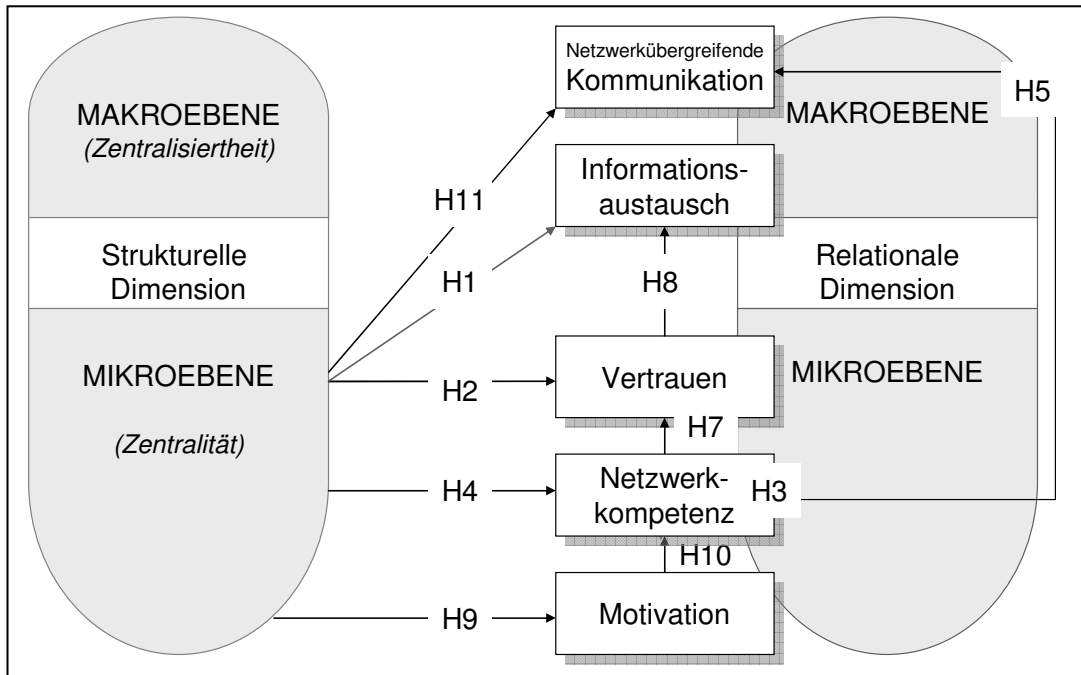 MAKROEBENE
(Zentralisiertheit)
Strukturelle
Dimension
MIKROEBENE
(Zentralität)
H11
H1
H2
H4
H9
Netzwerkübergreifende
Kommunikation
Informations-
austausch
H8
Vertrauen
H7
Netzwerk-
kompetenz
H10
Motivation
H3
H5
MAKROEBENE
Relationale
Dimension
MIKROEBENE